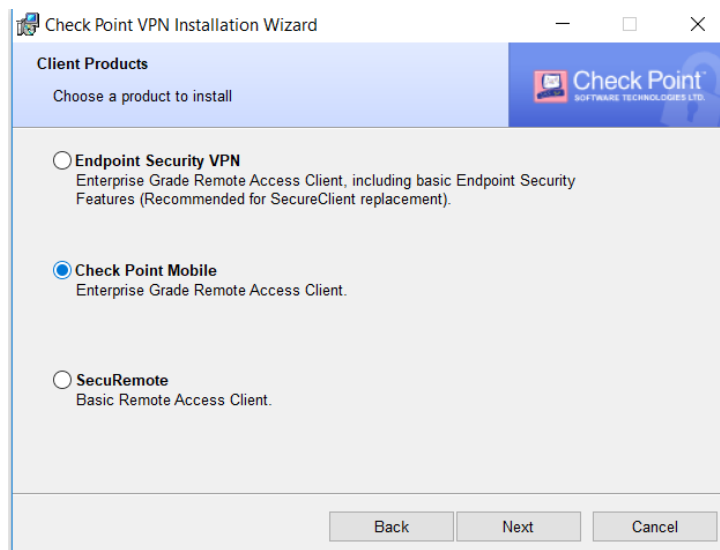 Check Point VPN Installation Wizard
Client Products
Choose a product to install
Check Point™
SOFTWARE TECHNOLOGIES LTD.
Endpoint Security VPN
Enterprise Grade Remote Access Client, including basic Endpoint Security
Features (Recommended for SecureClient replacement).
Check Point Mobile
Enterprise Grade Remote Access Client.
SecuRemote
Basic Remote Access Client.
Back
Next
Cancel